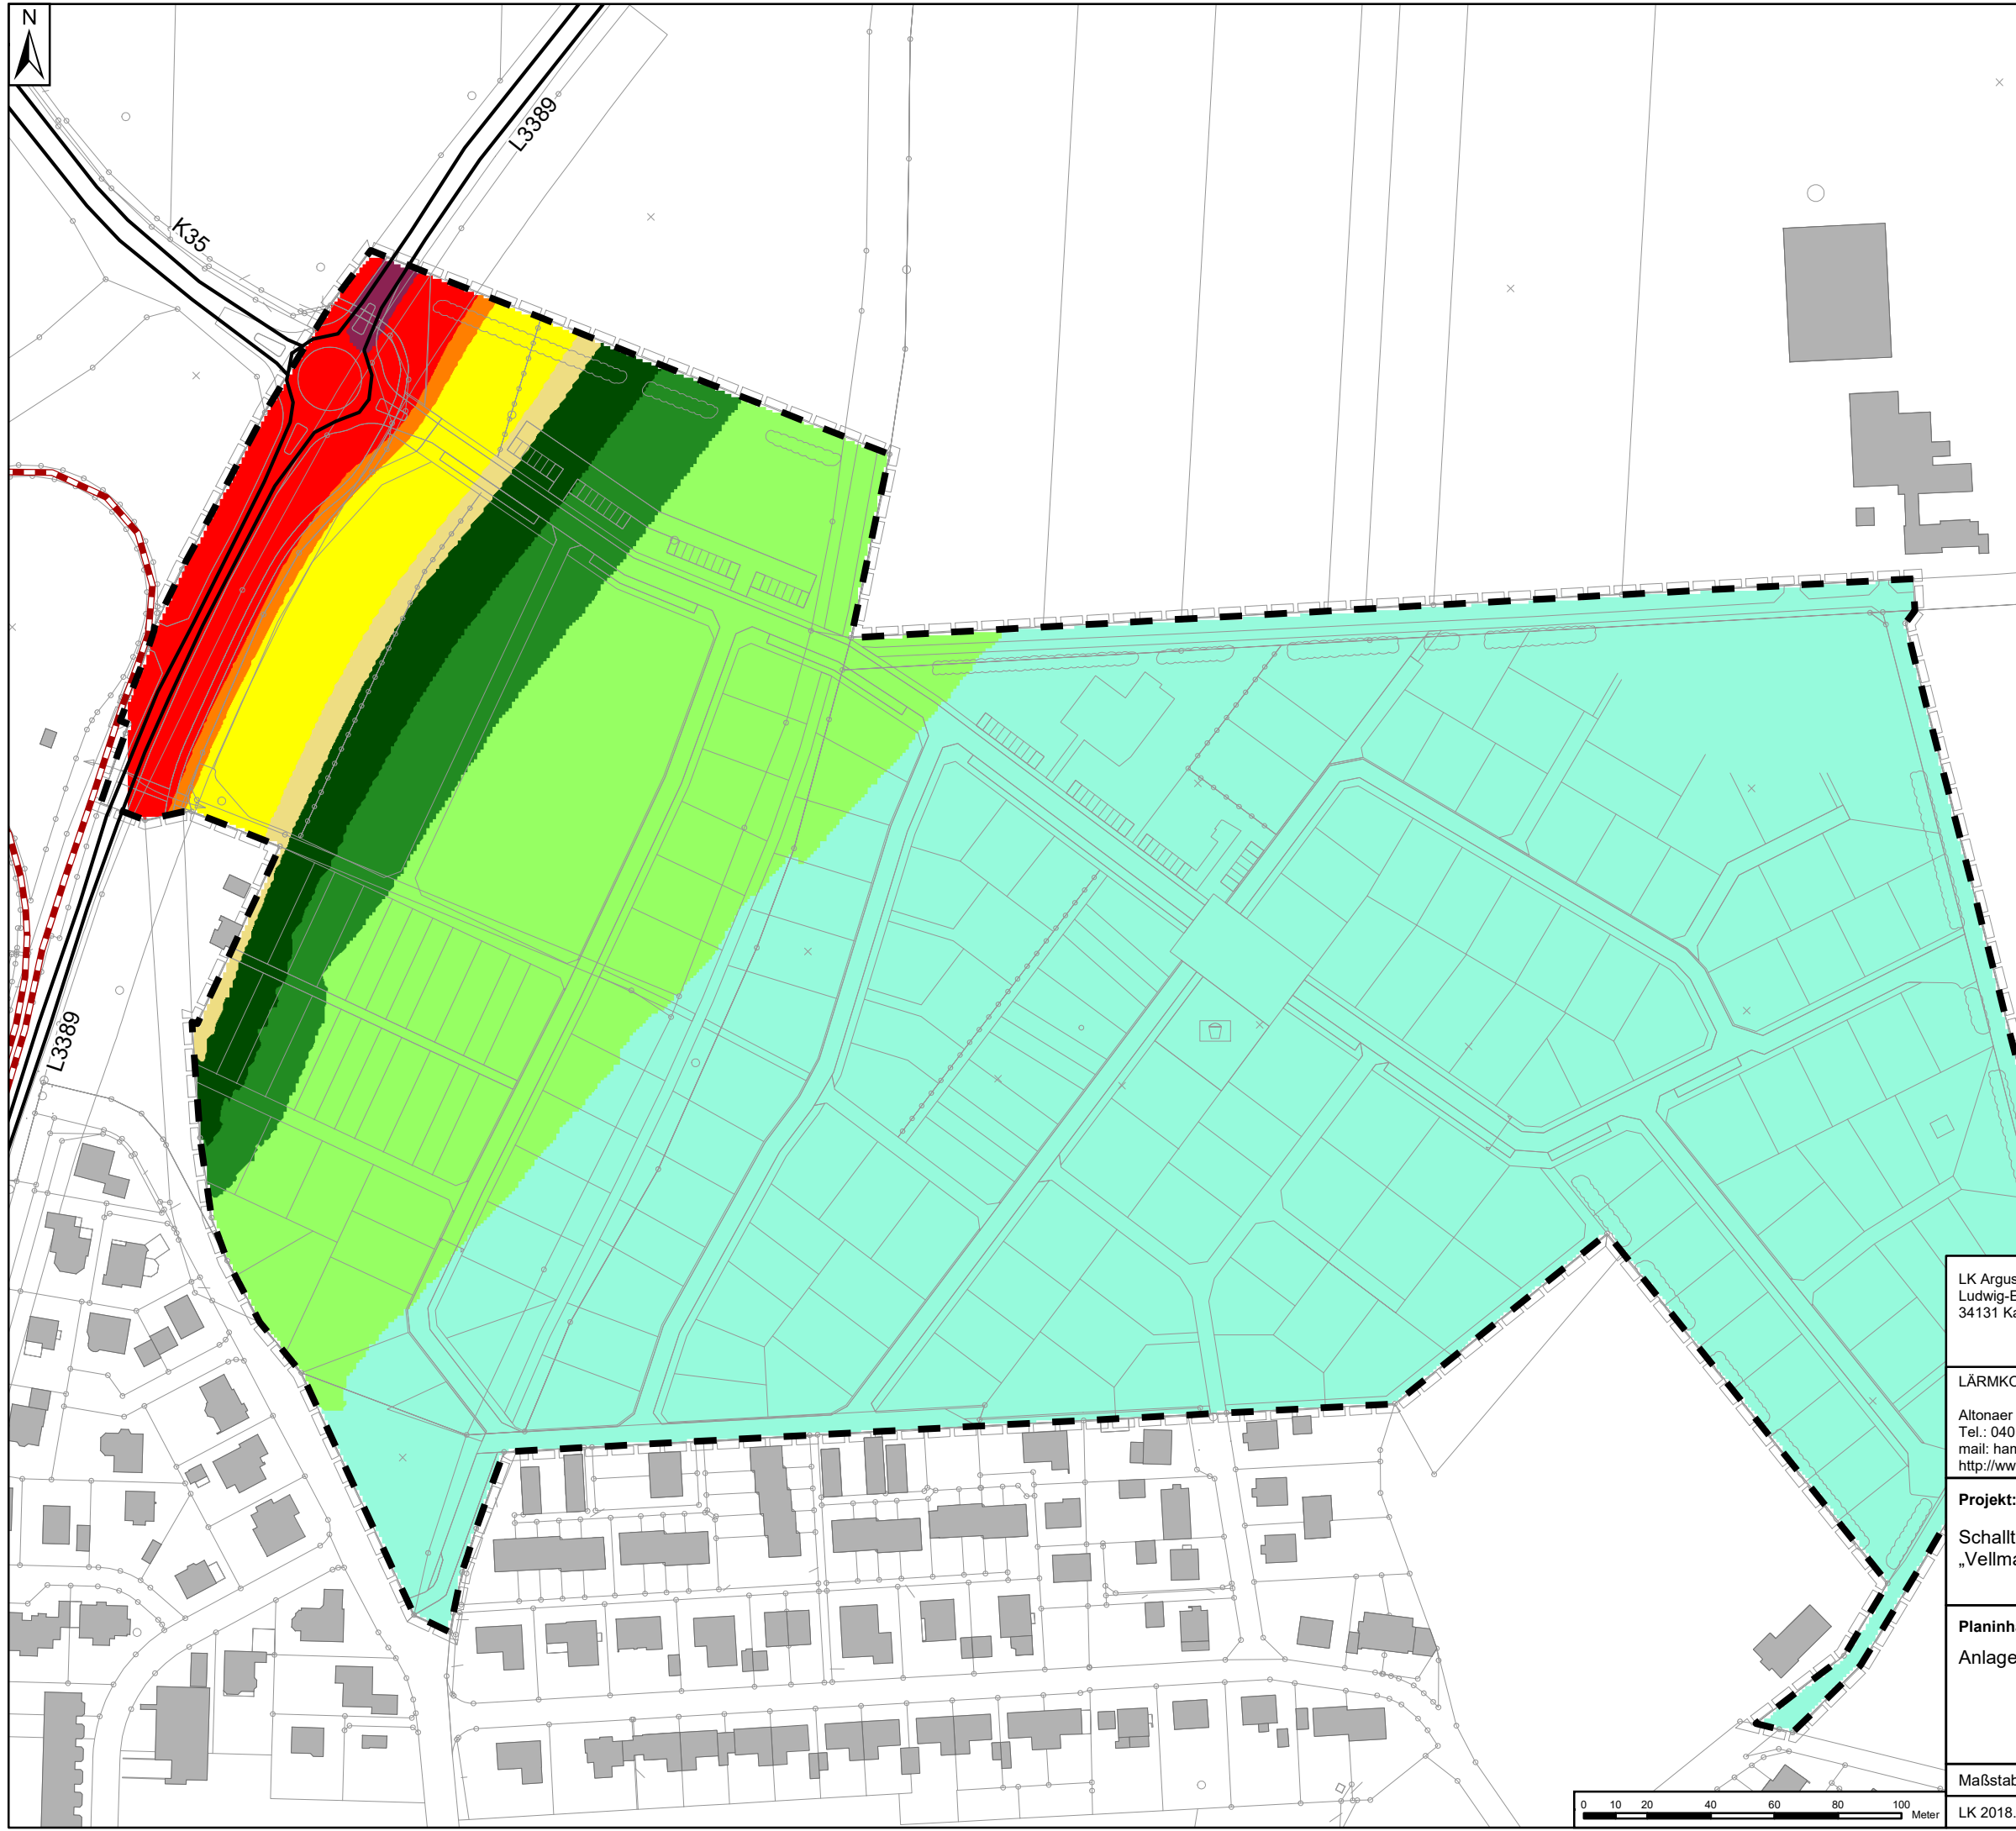 N
L3389
K35
L3389
LK Argus
Ludwig-E
34131 Ka
LÄRMKO
Altonaer
Tel.: 040
mail: ham
http://ww
Projekt:
Schallt
„Vellma
Planinha
Anlage
Maßstab
LK 2018.
0 10 20 40 60 80 100 Meter